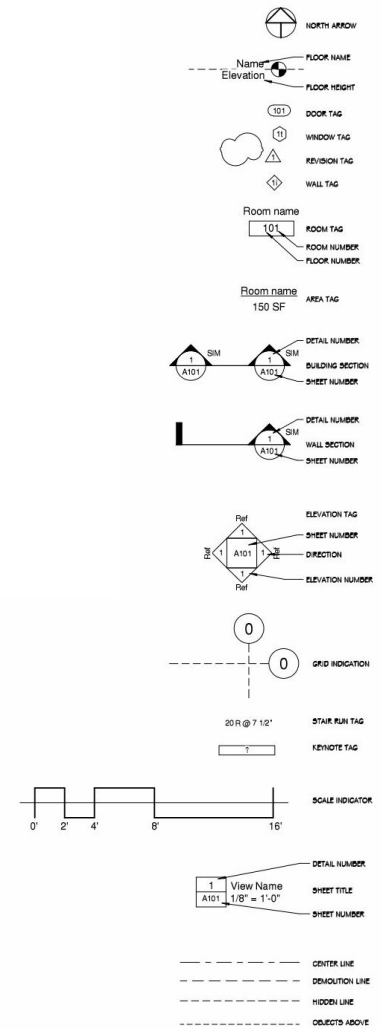 NORTH ARROW
FLOOR NAME
Name
Elevation
FLOOR HEIGHT
101 DOOR TAG
1t WINDOW TAG
1 REVISION TAG
1i WALL TAG
Room name
101 ROOM TAG
ROOM NUMBER
FLOOR NUMBER
Room name
150 SF
AREA TAG
DETAIL NUMBER
SIM SIM
1 1 BUILDING SECTION
A101 A101
SHEET NUMBER
DETAIL NUMBER
SIM
1 WALL SECTION
A101
SHEET NUMBER
ELEVATION TAG
Ref
1 SHEET NUMBER
Ref 1 A101 1 Ref DIRECTION
1 ELEVATION NUMBER
Ref
0
0 GRID INDICATION
20 R @ 7 1/2" STAIR RUN TAG
? KEYNOTE TAG
SCALE INDICATOR
0' 2' 4' 8' 16'
DETAIL NUMBER
1 View Name SHEET TITLE
A101 1/8" = 1'-0"
SHEET NUMBER
CENTER LINE
DEMOLITION LINE
HIDDEN LINE
OBJECTS ABOVE